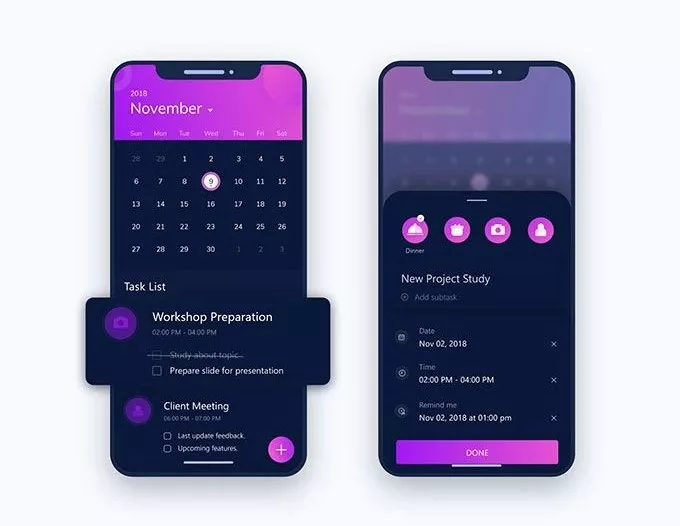 2018
November
Sun Mon Tue Wed Thu Fri Sat
28 29 1 2 3 4 5
6 7 8 9 10 11 12
13 14 15 16 17 18 19
20 21 22 23 24 25 26
27 28 29 30 1 2 3
Task List
Workshop Preparation
02:00 PM - 04:00 PM
Study about topic
Prepare slide for presentation
Client Meeting
06:00 PM - 07:00 PM
Last update feedback.
Upcoming features.
Dinner
New Project Study
Add subtask
Date
Nov 02, 2018
Time
02:00 PM - 04:00 PM
Remind me
Nov 02, 2018 at 01:00 pm
DONE